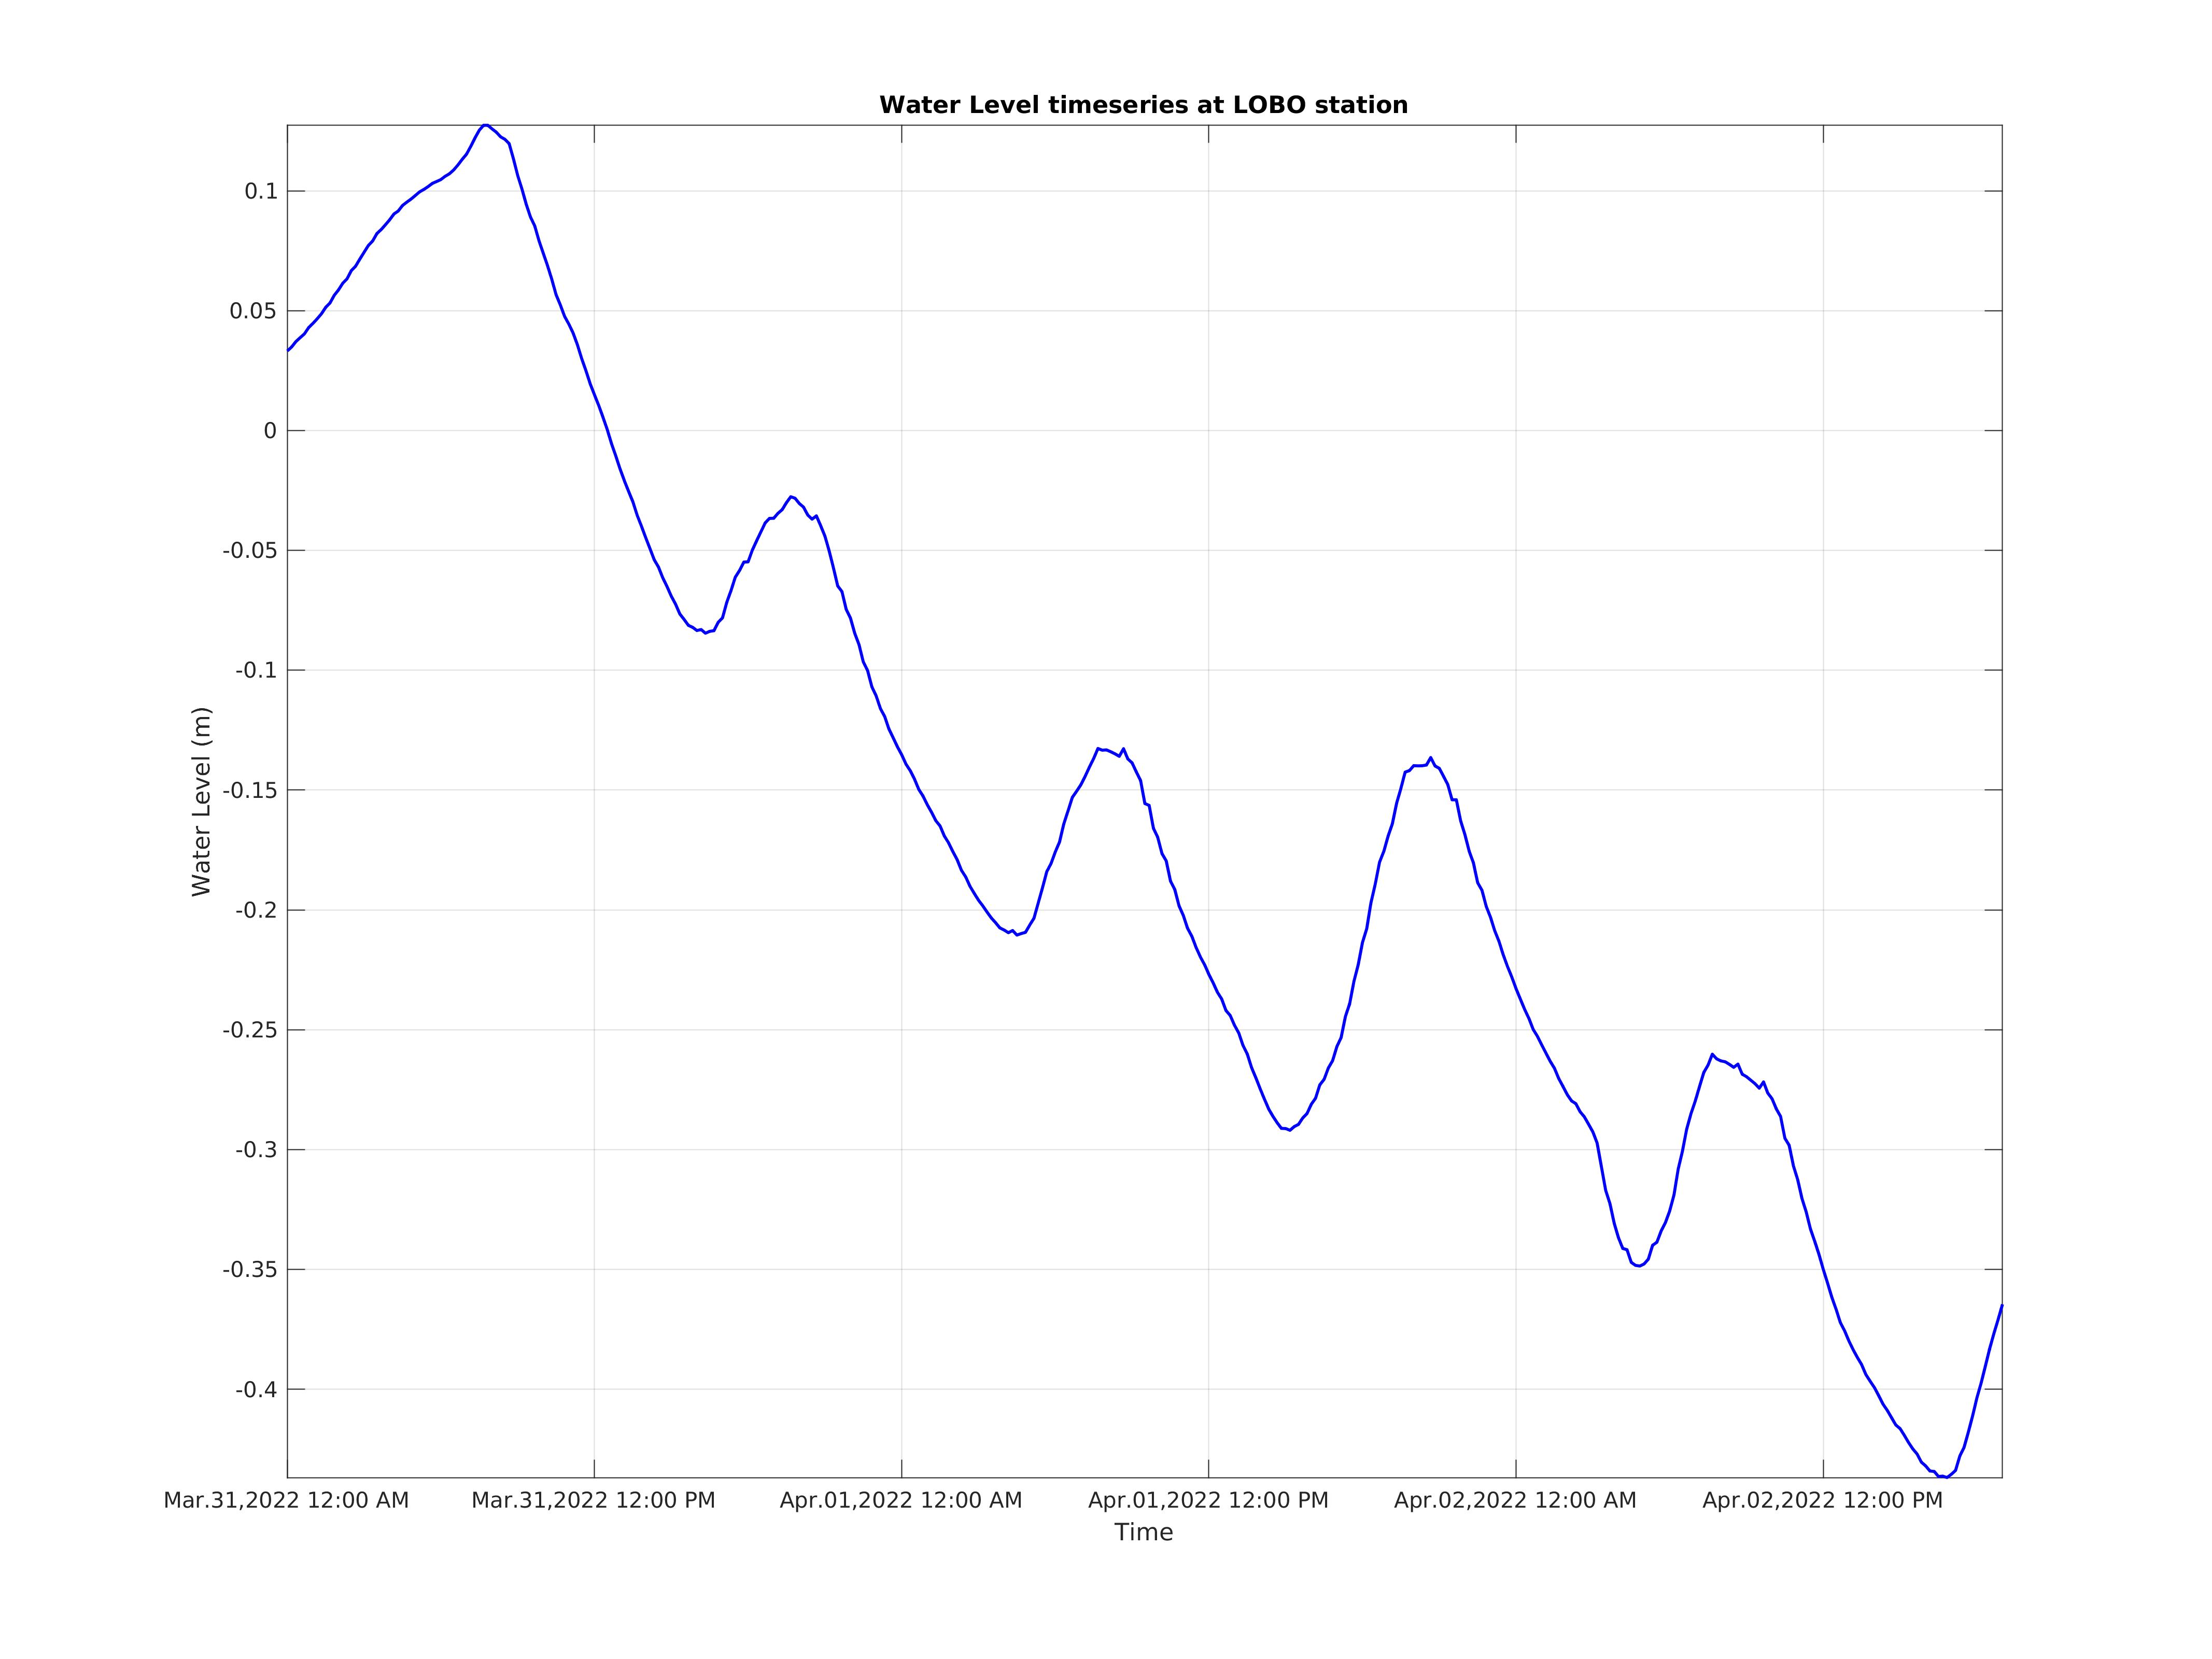 Water Level timeseries at LOBO station
0.1
0.05
0
-0.05
-0.1
-0.15
-0.2
-0.25
-0.3
-0.35
-0.4
Water Level (m)
Mar.31,2022 12:00 AM
Mar.31,2022 12:00 PM
Apr.01,2022 12:00 AM
Apr.01,2022 12:00 PM
Apr.02,2022 12:00 AM
Apr.02,2022 12:00 PM
Time